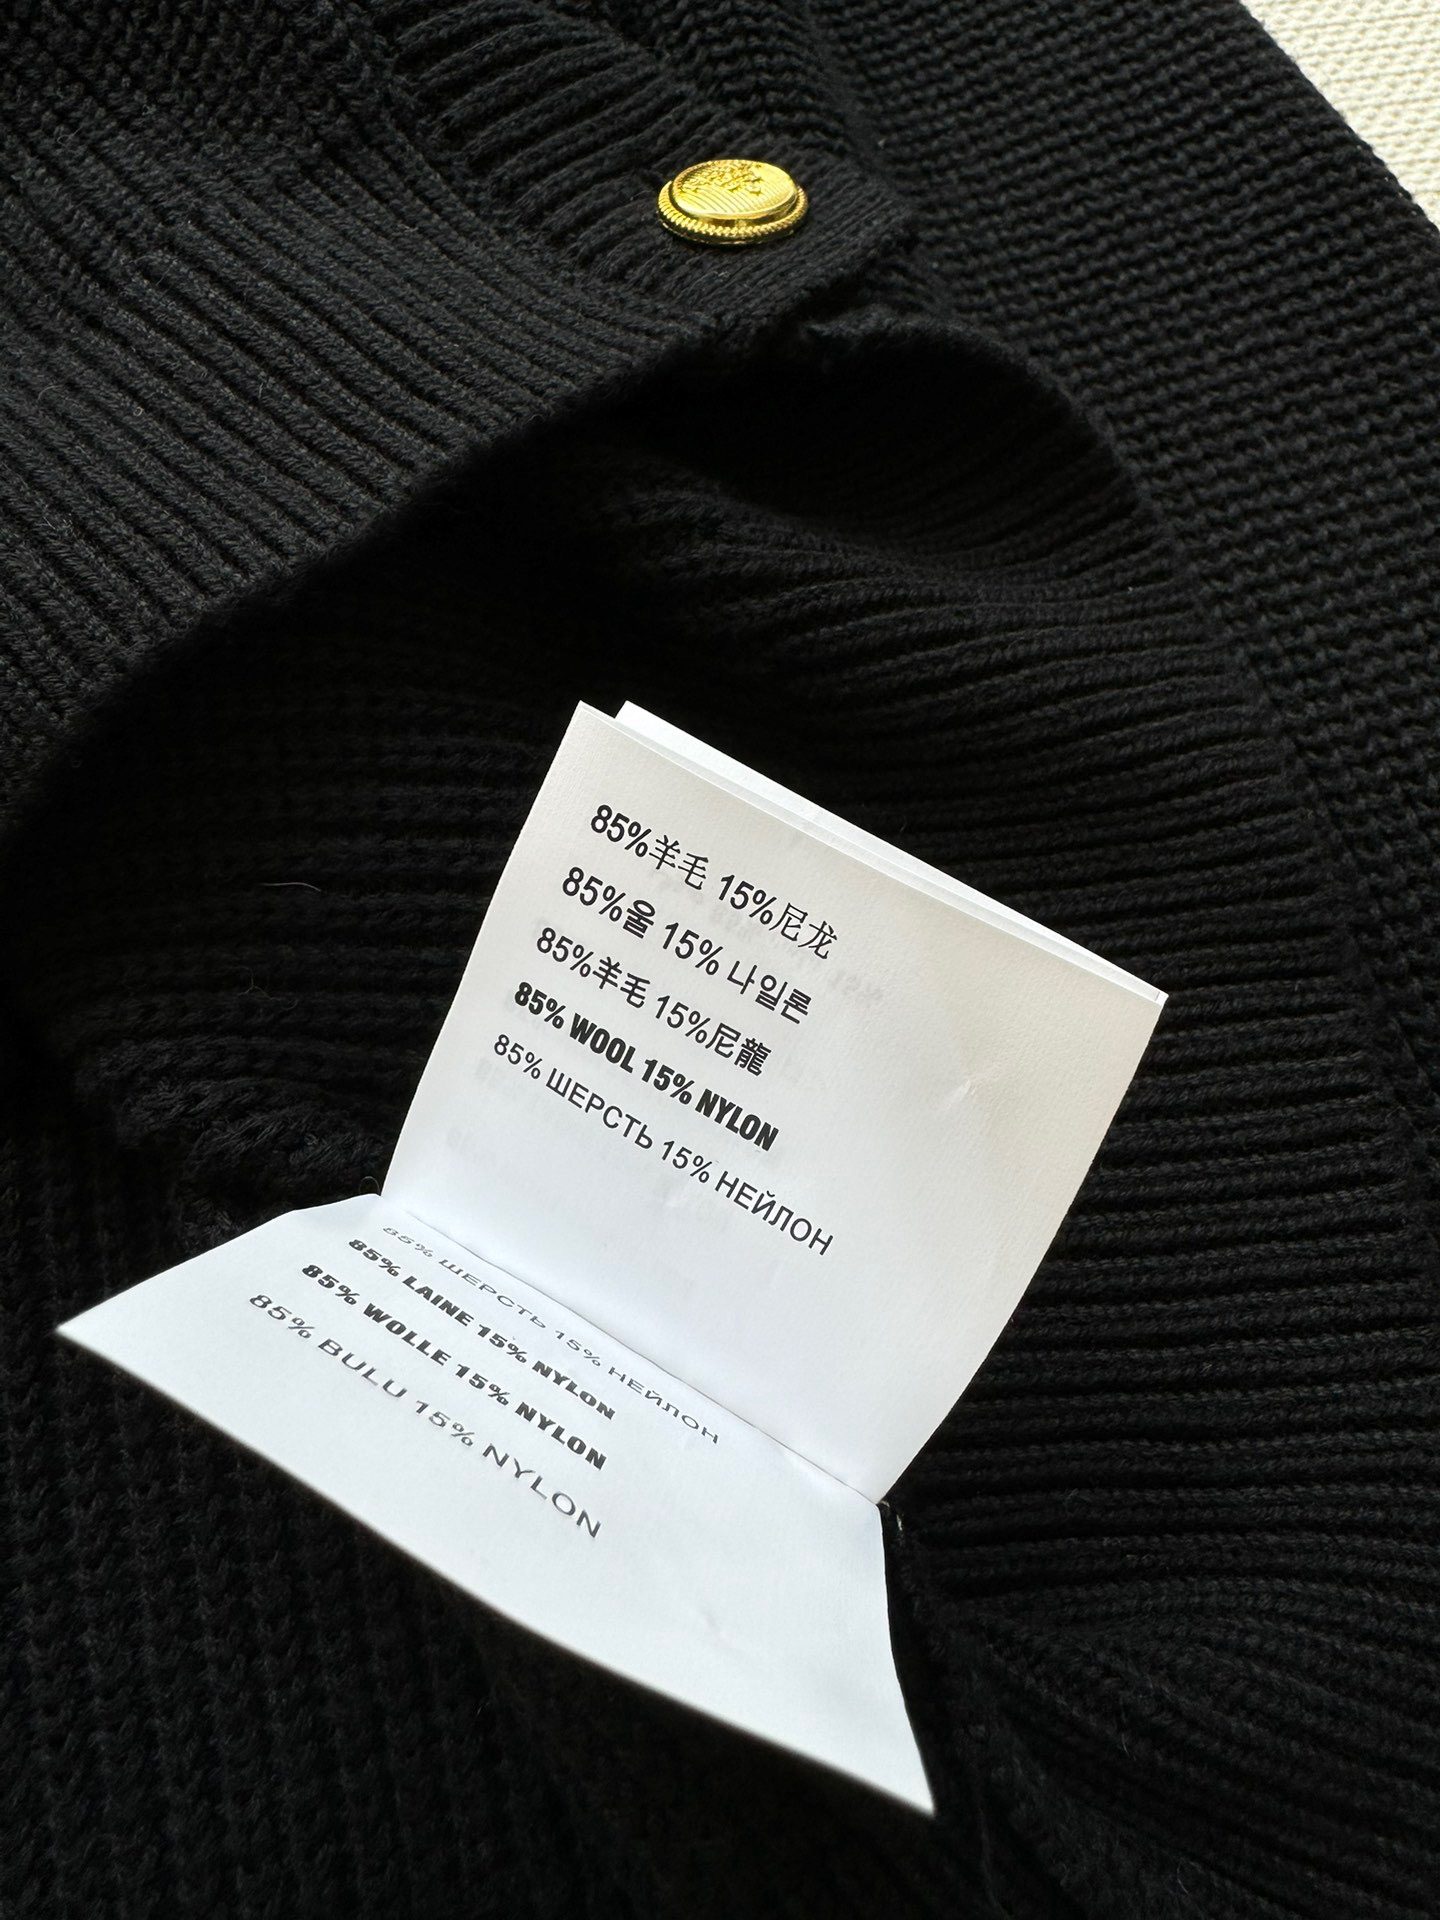 85%羊毛 15%尼龙
85%울 15% 나일론
85%羊毛 15%尼龍
85% WOOL 15% NYLON
85% ШЕРСТЬ 15% НЕЙЛОН
85% ШЕРСТЬ 15% НЕЙЛОН
85% LAINE 15% NYLON
85% WOLLE 15% NYLON
85% BULU 15% NYLON